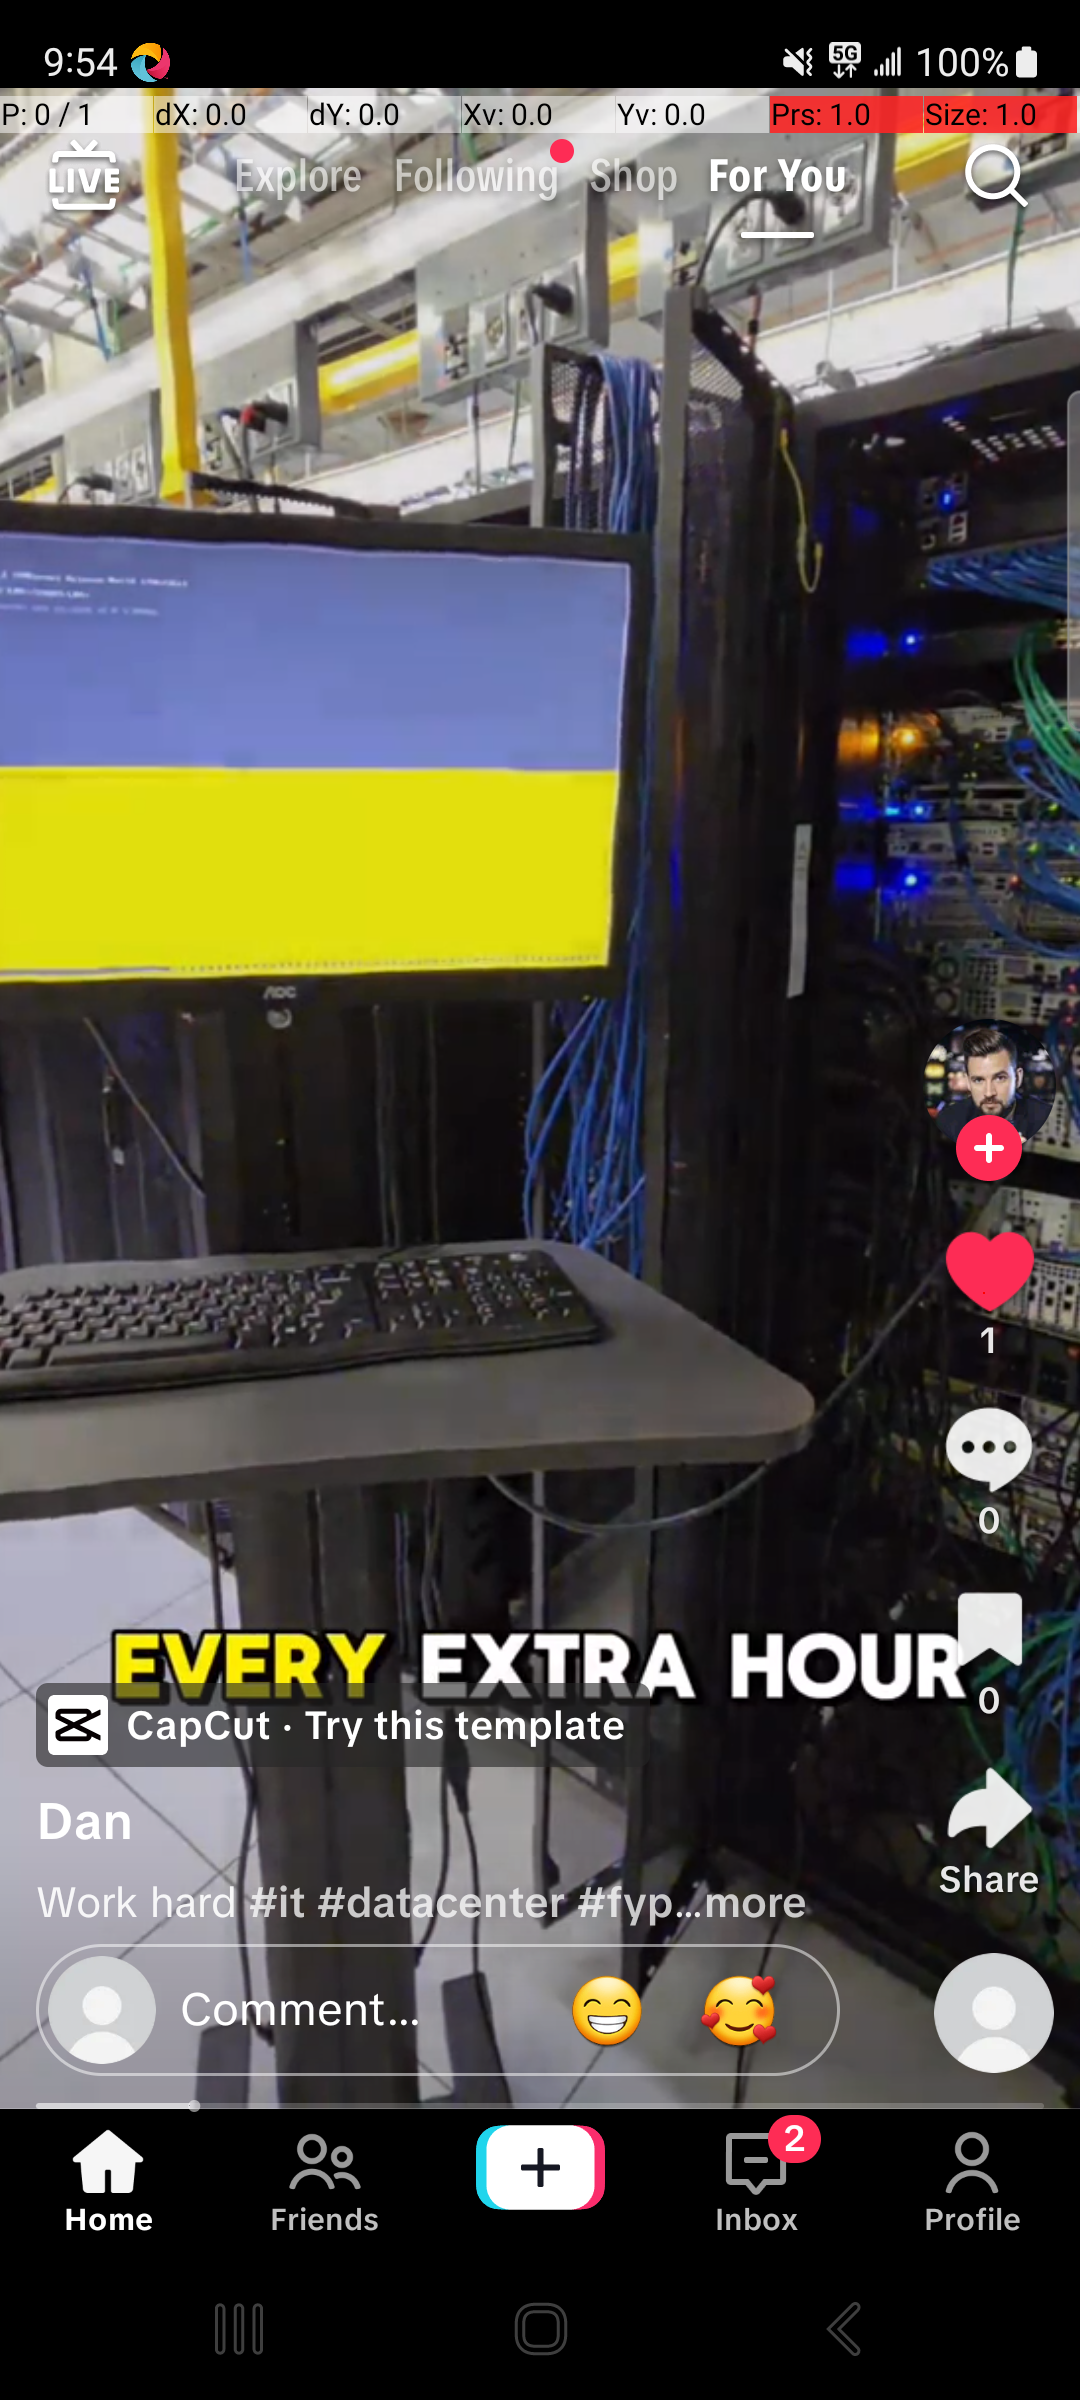 9:54
5G
100%
P: 0 / 1 dX: 0.0 dY: 0.0 Xv: 0.0 Yv: 0.0 Prs: 1.0 Size: 1.0
LIVE Explore Following Shop For You
AOC
1
0
EVERY EXTRA HOUR
0
CapCut · Try this template
Dan
Share
Work hard #it #datacenter #fyp...more
Comment...
2
Home Friends Inbox Profile